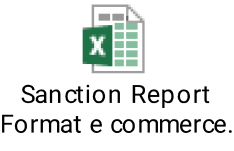 X
Sanction Report
Format e commerce.